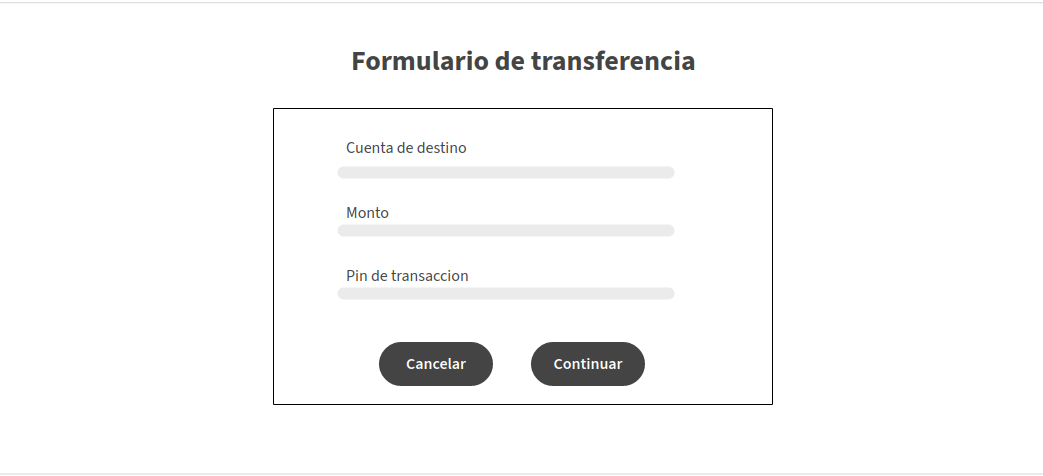 Formulario de transferencia
Cuenta de destino
Monto
Pin de transaccion
Cancelar Continuar